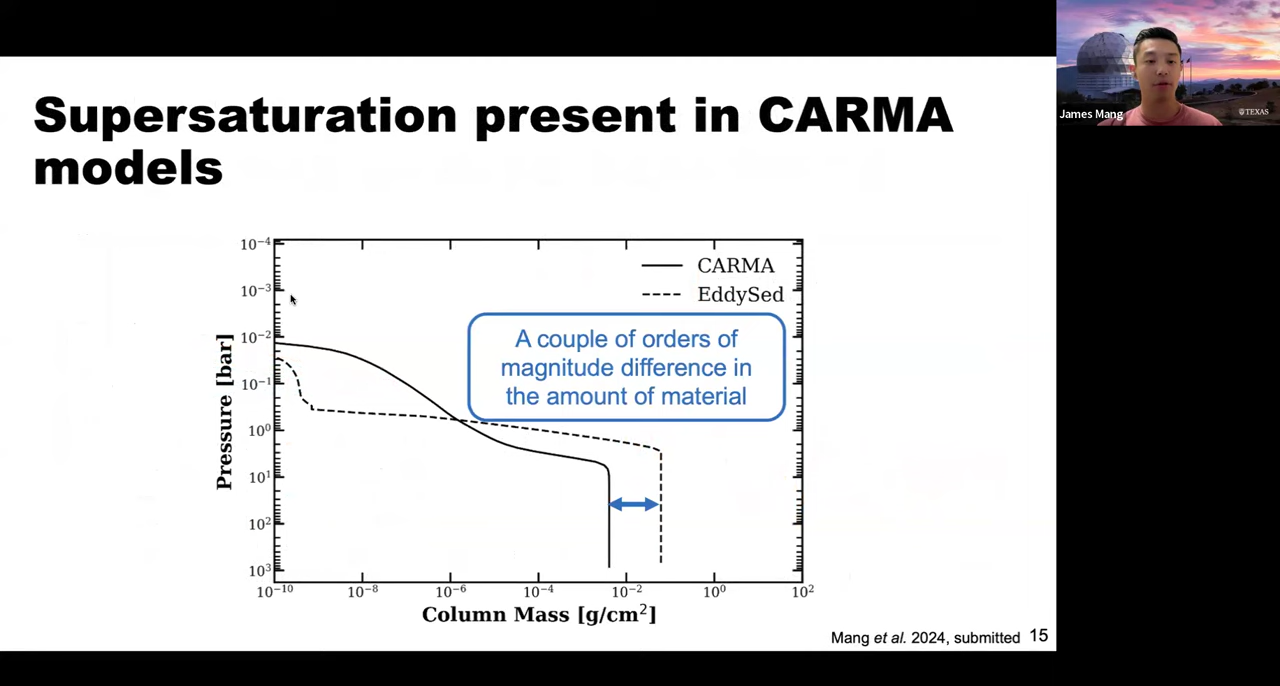 Supersaturation present in CARMA
models
10⁻⁴
10⁻³
10⁻²
10⁻¹
10⁰
10¹
10²
10³
Pressure [bar]
CARMA
EddySed
A couple of orders of
magnitude difference in
the amount of material
10⁻¹⁰ 10⁻⁸ 10⁻⁶ 10⁻⁴ 10⁻² 10⁰ 10²
Column Mass [g/cm²]
Mang et al. 2024, submitted 15
James Mang
TEXAS